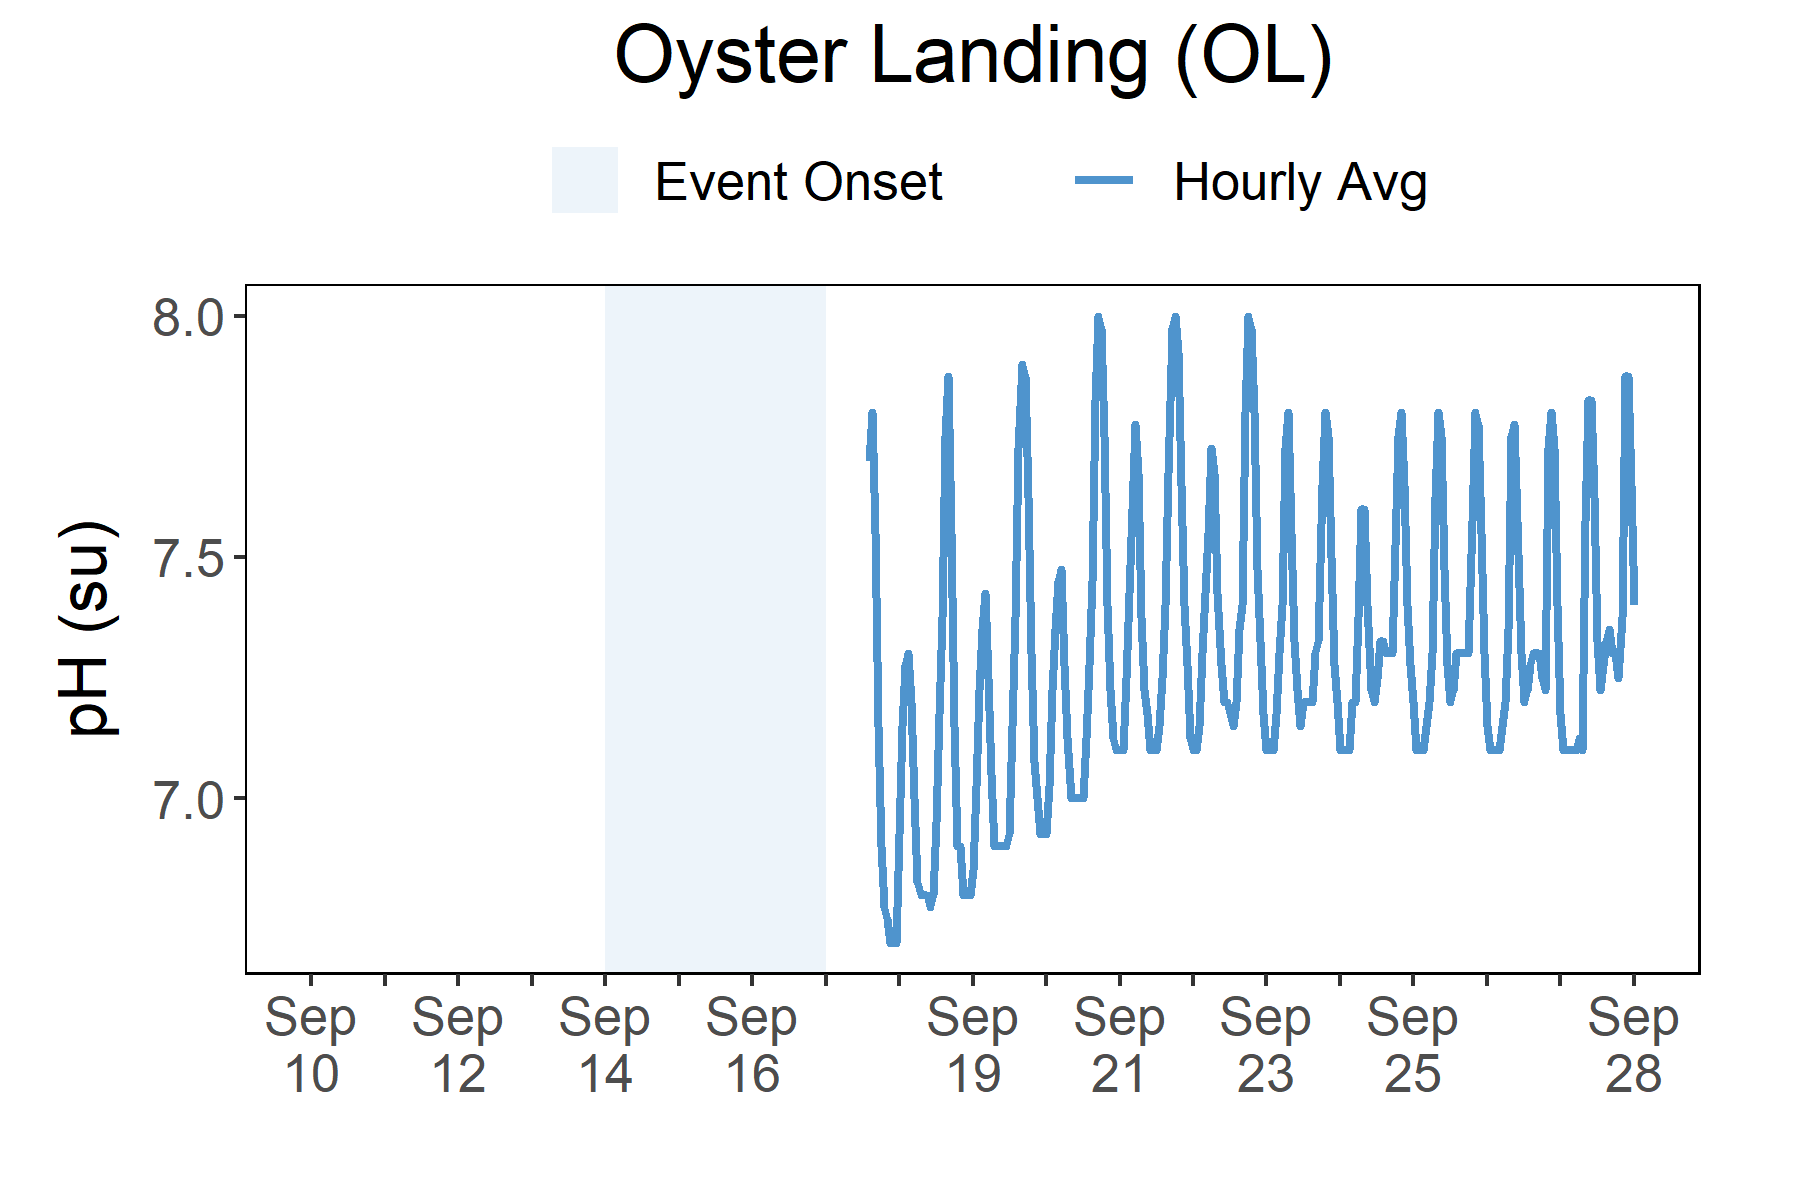 Oyster Landing (OL)
Event Onset Hourly Avg
8.0
7.5
7.0
pH (su)
Sep Sep Sep Sep Sep Sep Sep Sep Sep
10 12 14 16 19 21 23 25 28